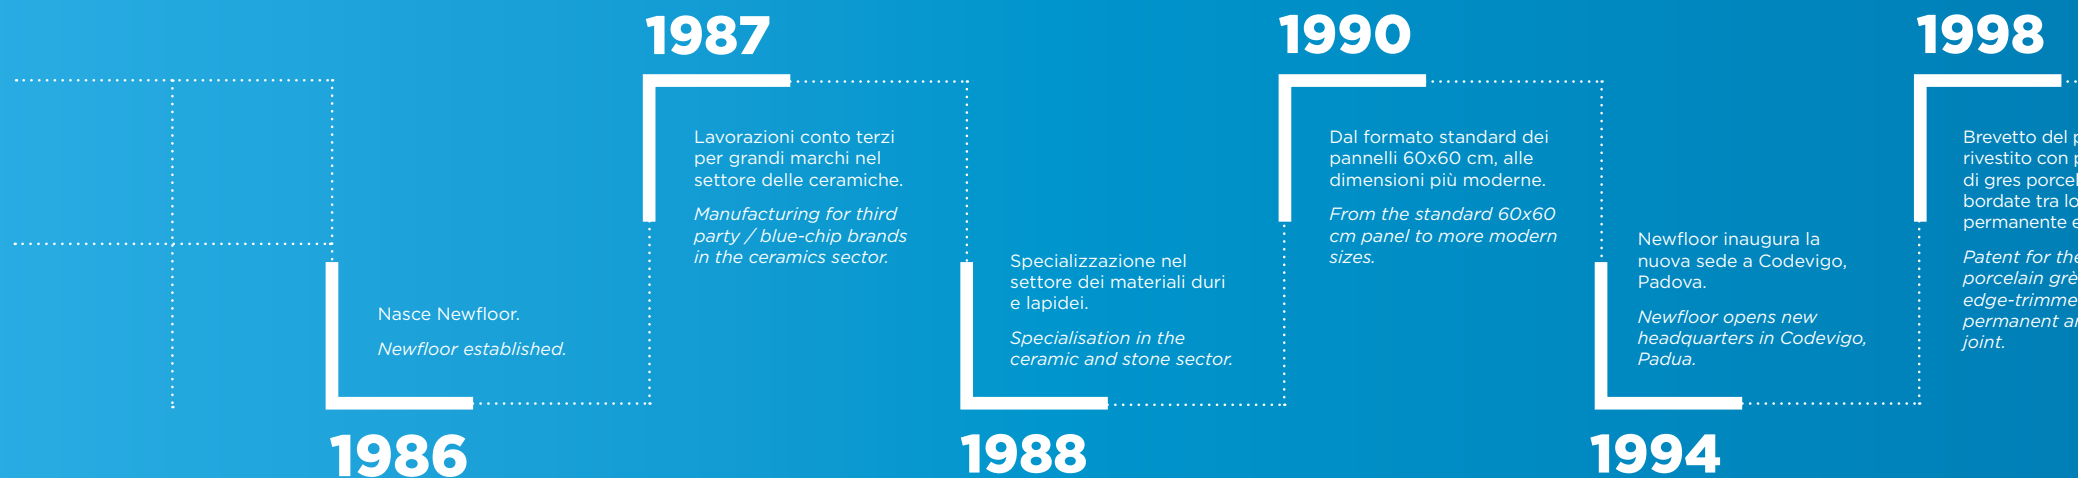 1986
Nasce Newfloor.
Newfloor established.
1987
Lavorazioni conto terzi
per grandi marchi nel
settore delle ceramiche.
Manufacturing for third
party / blue-chip brands
in the ceramics sector.
1988
Specializzazione nel
settore dei materiali duri
e lapidei.
Specialisation in the
ceramic and stone sector.
1990
Dal formato standard dei
pannelli 60x60 cm, alle
dimensioni più moderne.
From the standard 60x60
cm panel to more modern
sizes.
1994
Newfloor inaugura la
nuova sede a Codevigo,
Padova.
Newfloor opens new
headquarters in Codevigo,
Padua.
1998
Brevetto del
rivestito con
di gres
bordate tra
permanente
Patent for the
porcelain
permanent
joint.